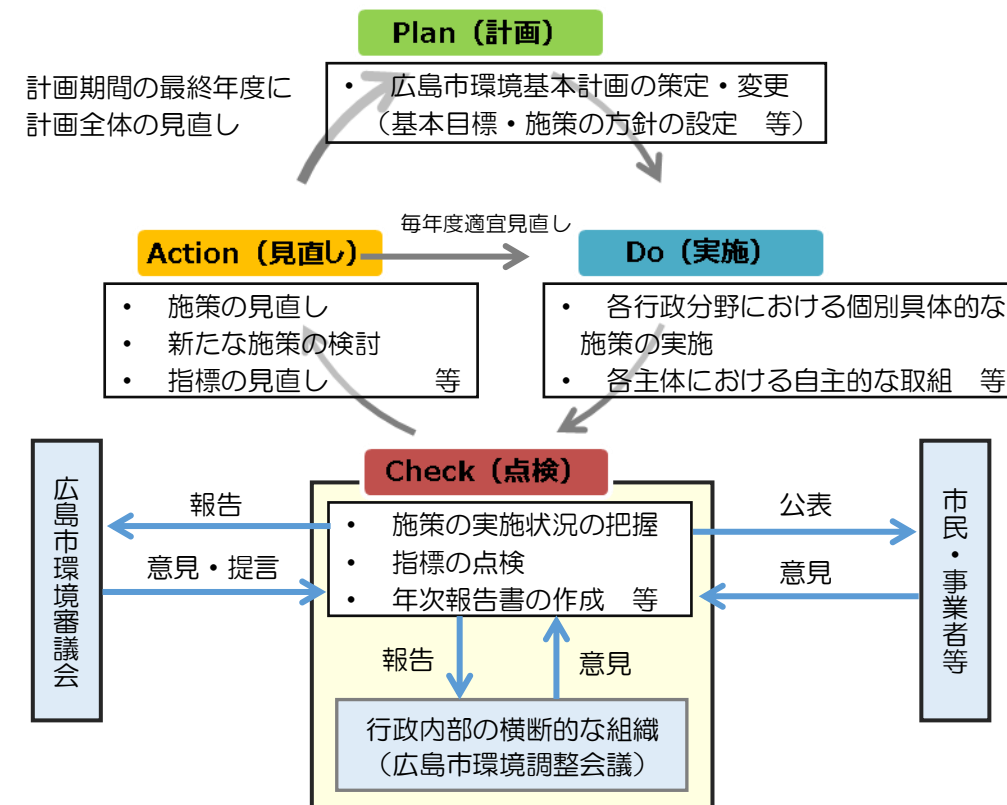 Plan（計画）
計画期間の最終年度に
計画全体の見直し
・　広島市環境基本計画の策定・変更
（基本目標・施策の方針の設定　等）
毎年度適宜見直し
Action（見直し）
Do（実施）
・　施策の見直し
・　新たな施策の検討
・　指標の見直し　　　　等
・　各行政分野における個別具体的な
施策の実施
・　各主体における自主的な取組　等
Check（点検）
・　施策の実施状況の把握
・　指標の点検
・　年次報告書の作成　等
広島市環境審議会
報告
意見・提言
公表
意見
市民・事業者等
報告
意見
行政内部の横断的な組織
（広島市環境調整会議）